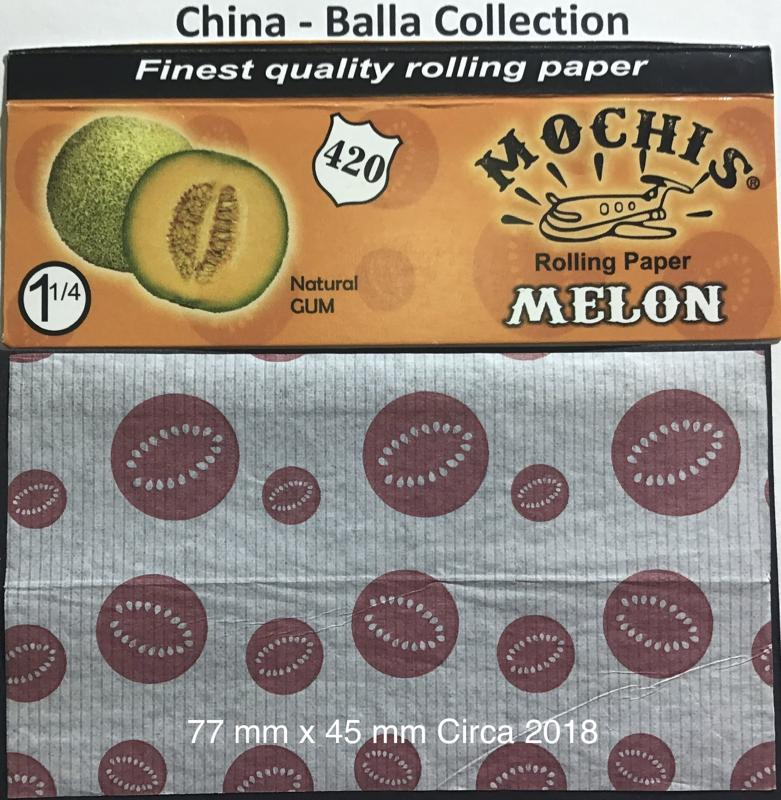 China - Balla Collection
Finest quality rolling paper
420
MOCHIS®
1 1/4
Natural
GUM
Rolling Paper
MELON
77 mm x 45 mm Circa 2018